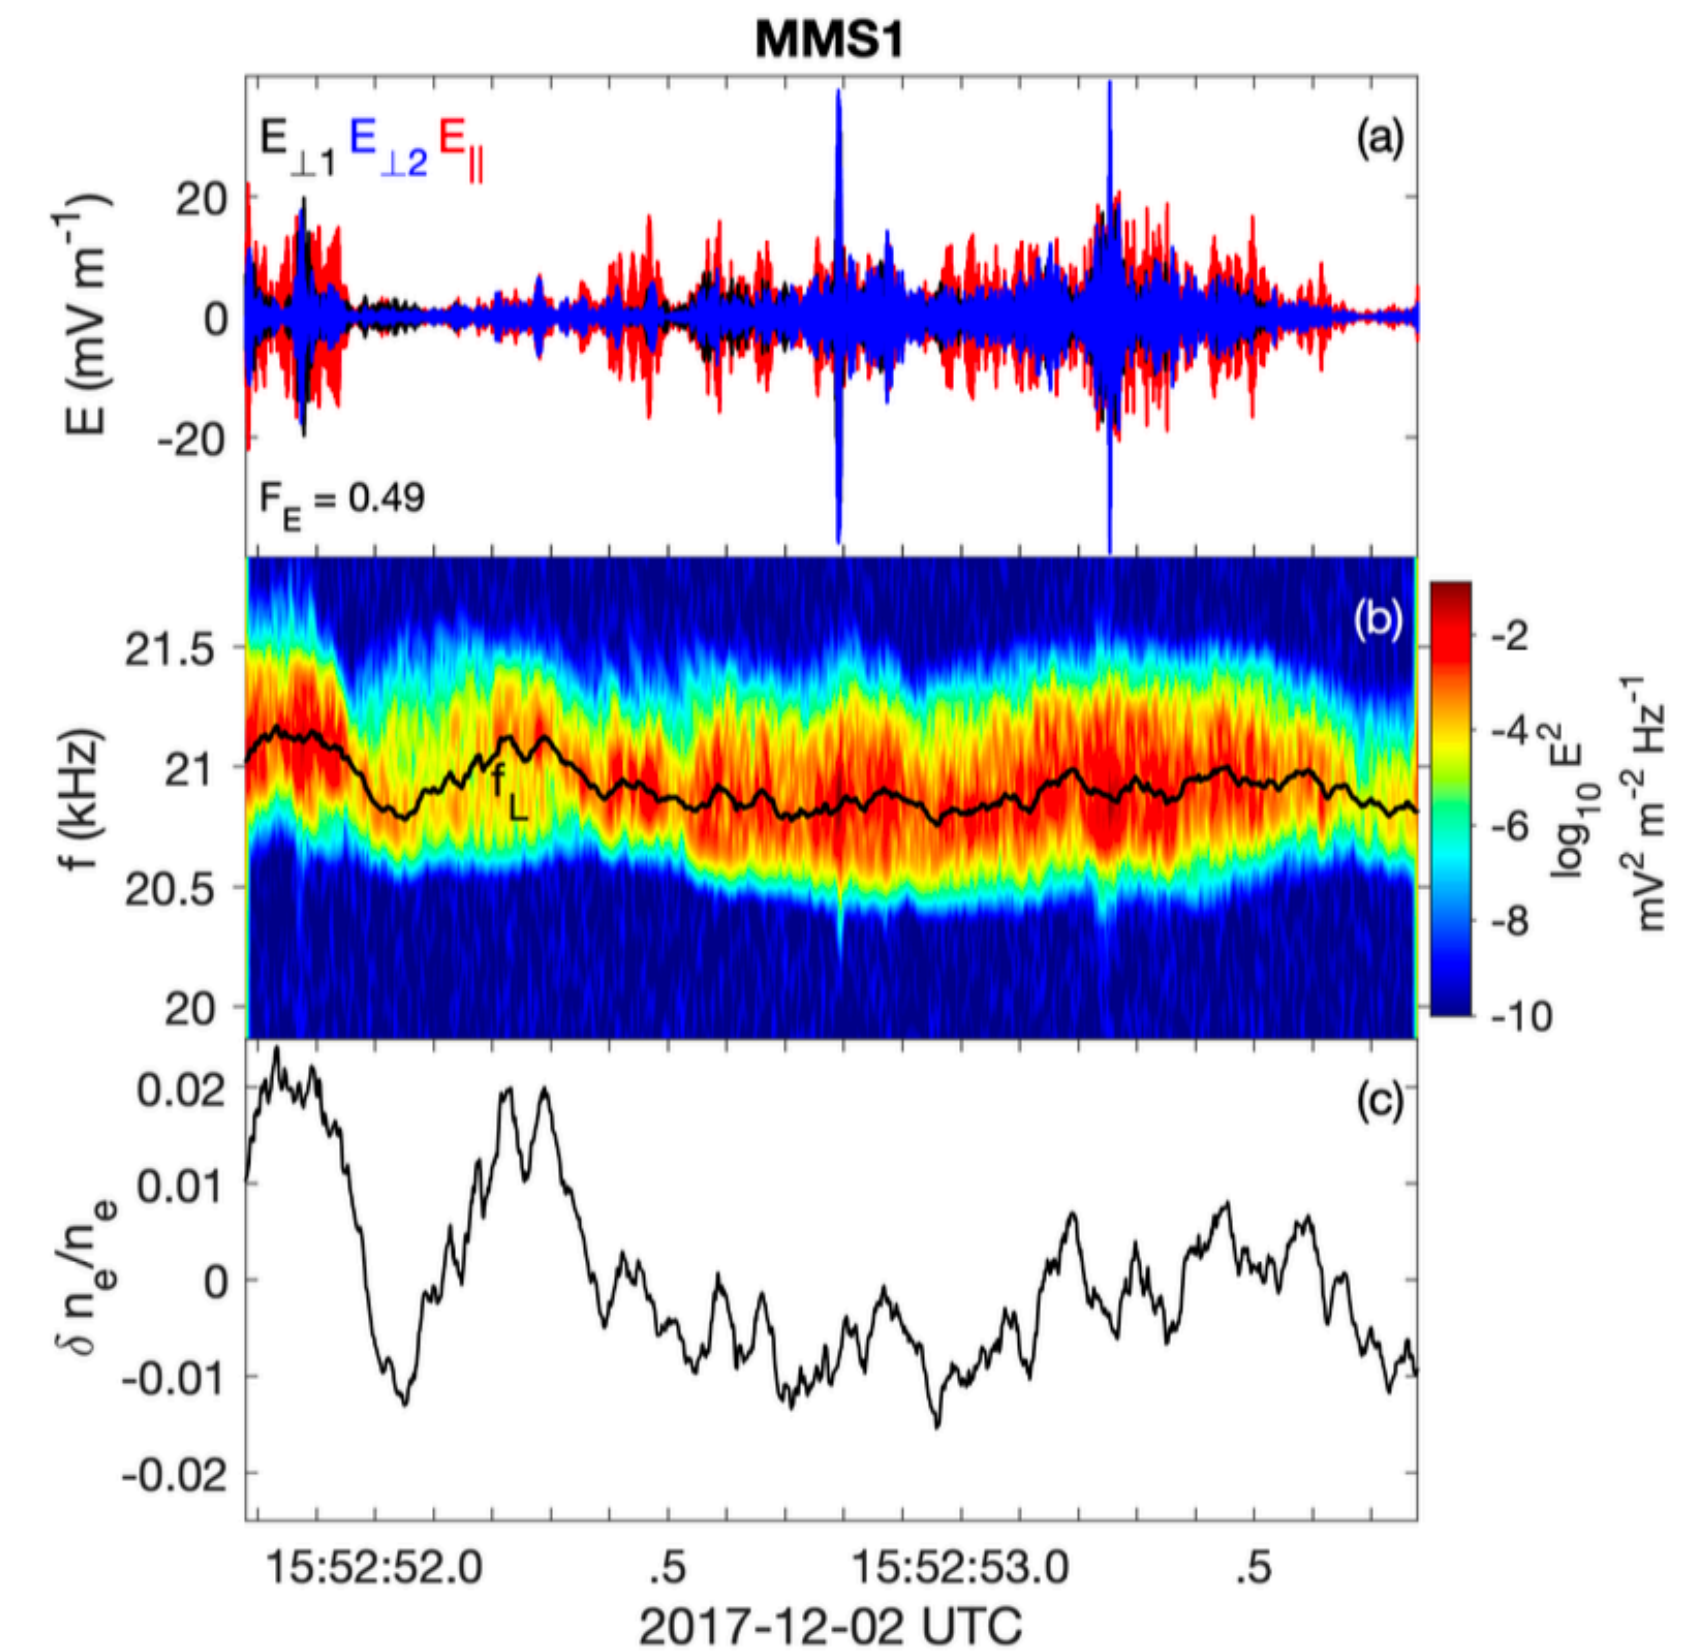 MMS1
(a)
E⊥1 E⊥2 E||
20
0
-20
E (mV m⁻¹)
F_E = 0.49
(b)
21.5
21
20.5
20
f (kHz)
f_L
-2
-4
-6
-8
-10
log₁₀ E²
mV² m⁻² Hz⁻¹
(c)
0.02
0.01
0
-0.01
-0.02
δ n_e/n_e
15:52:52.0 .5 15:52:53.0 .5
2017-12-02 UTC